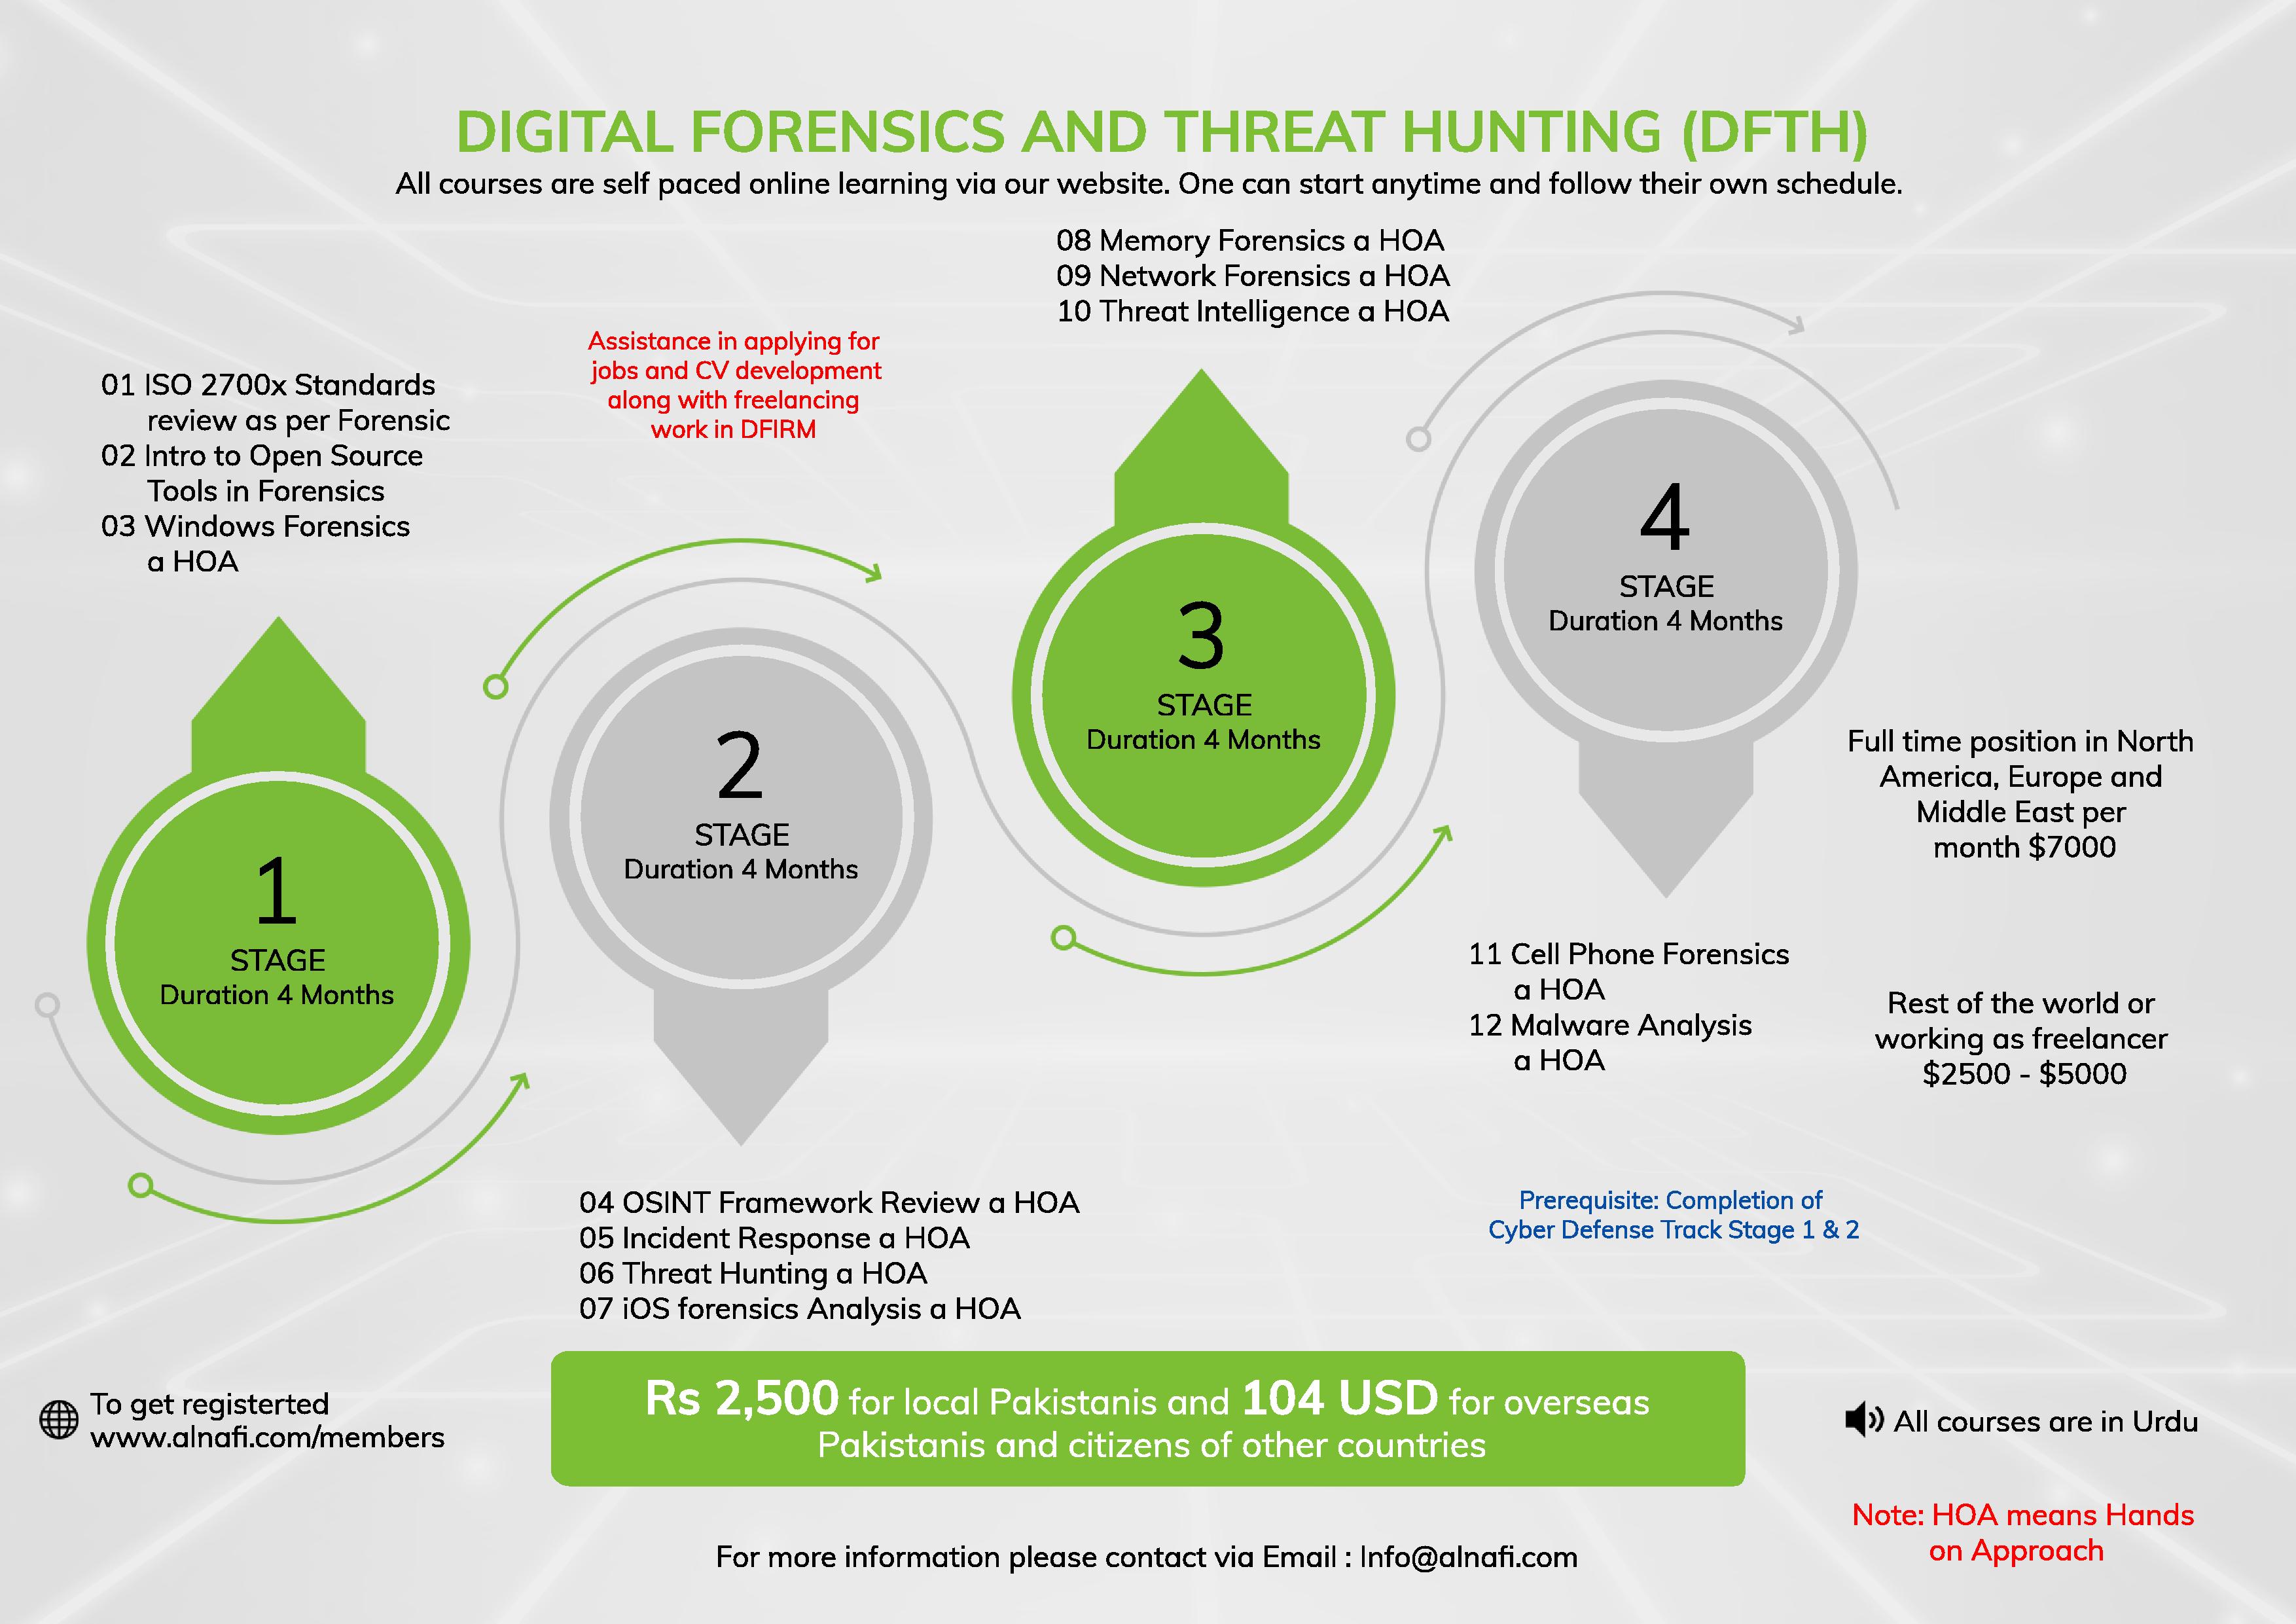 DIGITAL FORENSICS AND THREAT HUNTING (DFTH)
All courses are self paced online learning via our website. One can start anytime and follow their own schedule.
01 ISO 2700x Standards
review as per Forensic
02 Intro to Open Source
Tools in Forensics
03 Windows Forensics
a HOA
1
STAGE
Duration 4 Months
Assistance in applying for
jobs and CV development
along with freelancing
work in DFIRM
2
STAGE
Duration 4 Months
04 OSINT Framework Review a HOA
05 Incident Response a HOA
06 Threat Hunting a HOA
07 iOS forensics Analysis a HOA
08 Memory Forensics a HOA
09 Network Forensics a HOA
10 Threat Intelligence a HOA
3
STAGE
Duration 4 Months
4
STAGE
Duration 4 Months
11 Cell Phone Forensics
a HOA
12 Malware Analysis
a HOA
Full time position in North
America, Europe and
Middle East per
month $7000
Rest of the world or
working as freelancer
$2500 - $5000
Prerequisite: Completion of
Cyber Defense Track Stage 1 & 2
To get registerted
www.alnafi.com/members
Rs 2,500 for local Pakistanis and 104 USD for overseas
Pakistanis and citizens of other countries
All courses are in Urdu
Note: HOA means Hands
on Approach
For more information please contact via Email : Info@alnafi.com